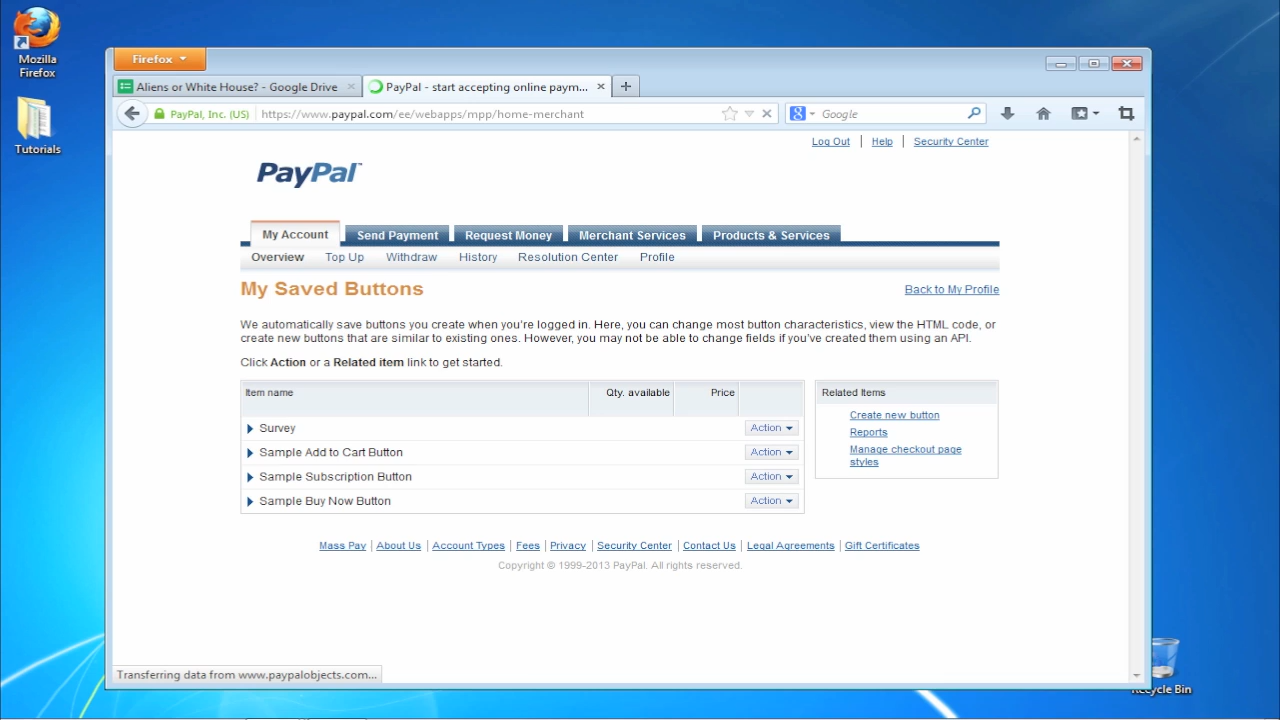 Mozilla
Firefox
Tutorials
Firefox
Aliens or White House? - Google Drive
PayPal - start accepting online paym...
PayPal, Inc. (US)
https://www.paypal.com/ee/webapps/mpp/home-merchant
Google
Log Out
Help
Security Center
PayPal™
My Account
Send Payment
Request Money
Merchant Services
Products & Services
Overview
Top Up
Withdraw
History
Resolution Center
Profile
My Saved Buttons
Back to My Profile
We automatically save buttons you create when you're logged in. Here, you can change most button characteristics, view the HTML code, or
create new buttons that are similar to existing ones. However, you may not be able to change fields if you've created them using an API.
Click Action or a Related item link to get started.
Item name
Qty. available
Price
Survey
Action
Sample Add to Cart Button
Action
Sample Subscription Button
Action
Sample Buy Now Button
Action
Related Items
Create new button
Reports
Manage checkout page
styles
Mass Pay
About Us
Account Types
Fees
Privacy
Security Center
Contact Us
Legal Agreements
Gift Certificates
Copyright © 1999-2013 PayPal. All rights reserved.
Transferring data from www.paypalobjects.com...
Recycle Bin